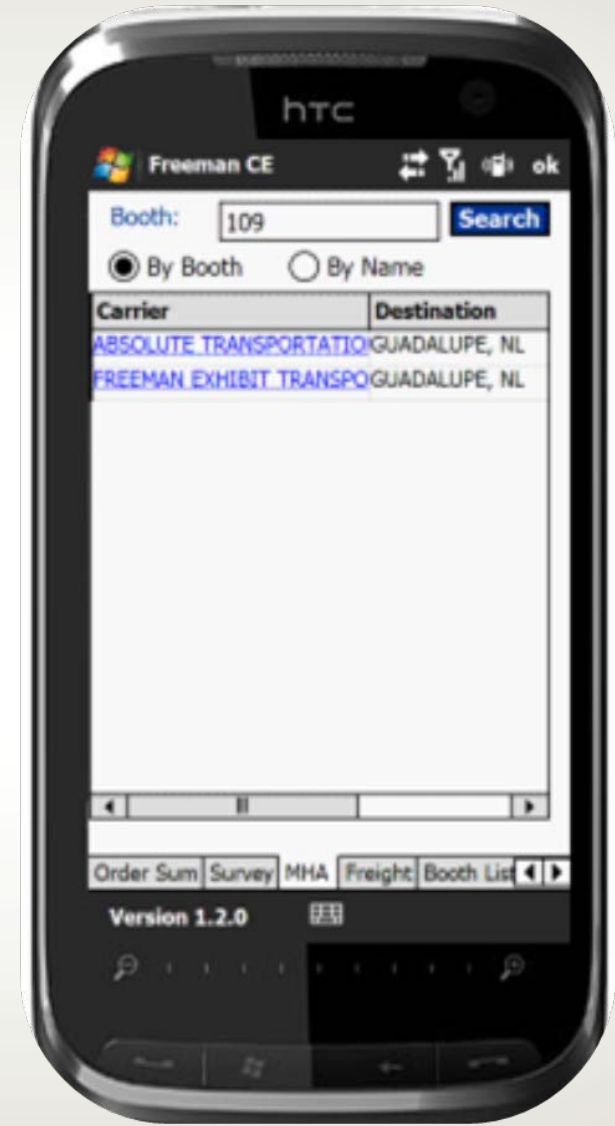 hTC
Freeman CE ok
Booth: 109 Search
By Booth By Name
Carrier Destination
ABSOLUTE TRANSPORTATIO GUADALUPE, NL
FREEMAN EXHIBIT TRANSPO GUADALUPE, NL
Order Sum Survey MHA Freight Booth List
Version 1.2.0